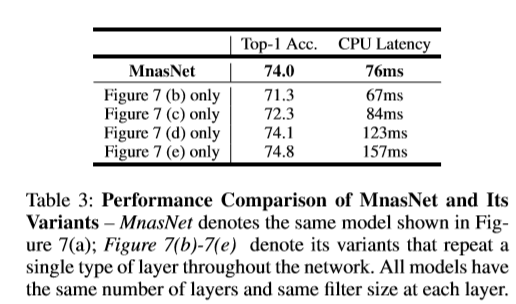 Top-1 Acc. CPU Latency
MnasNet 74.0 76ms
Figure 7 (b) only 71.3 67ms
Figure 7 (c) only 72.3 84ms
Figure 7 (d) only 74.1 123ms
Figure 7 (e) only 74.8 157ms
Table 3: Performance Comparison of MnasNet and Its
Variants – MnasNet denotes the same model shown in Fig-
ure 7(a); Figure 7(b)-7(e) denote its variants that repeat a
single type of layer throughout the network. All models have
the same number of layers and same filter size at each layer.